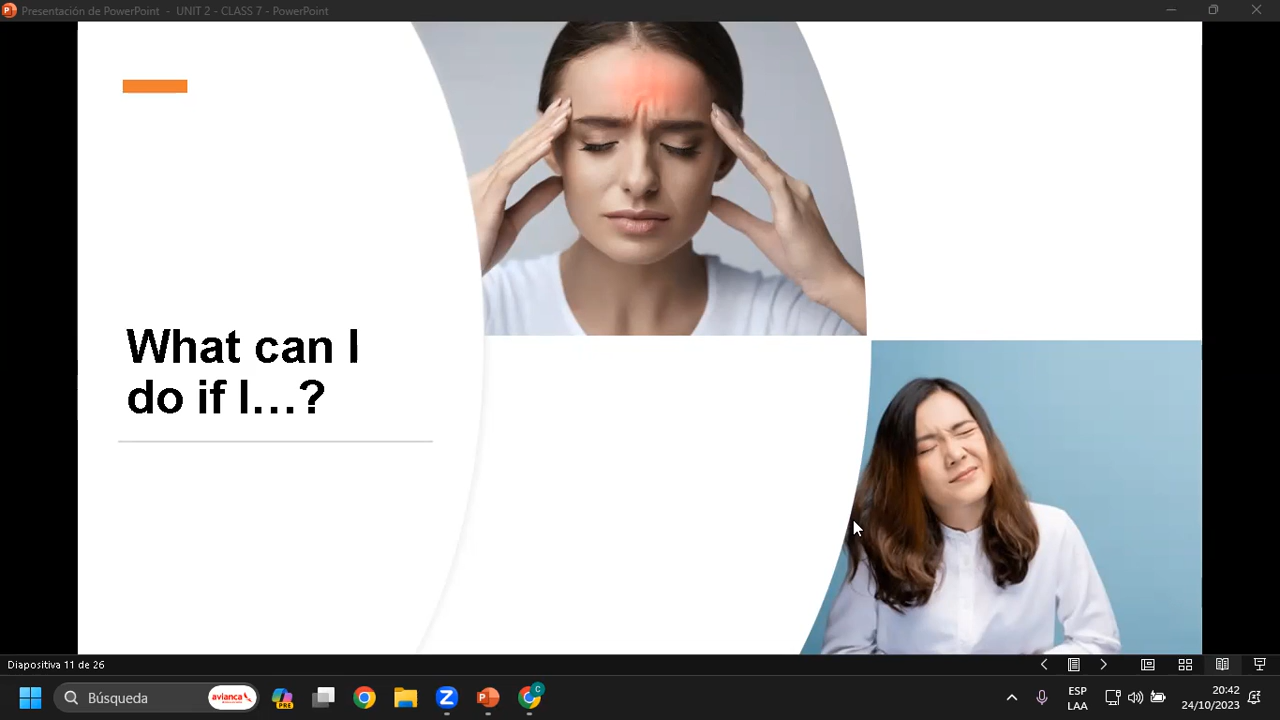 Presentación de PowerPoint - UNIT 2 - CLASS 7 - PowerPoint
What can I
do if I...?
Diapositiva 11 de 26
Búsqueda
avianca
PRE
C
ESP
LAA
20:42
24/10/2023